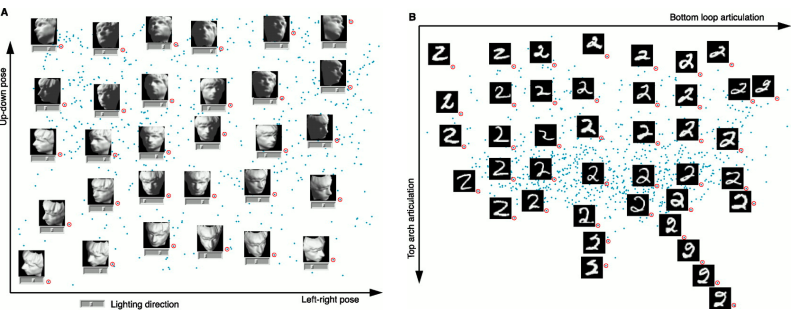 A
B
Bottom loop articulation
Up-down pose
Top arch articulation
Lighting direction
Left-right pose